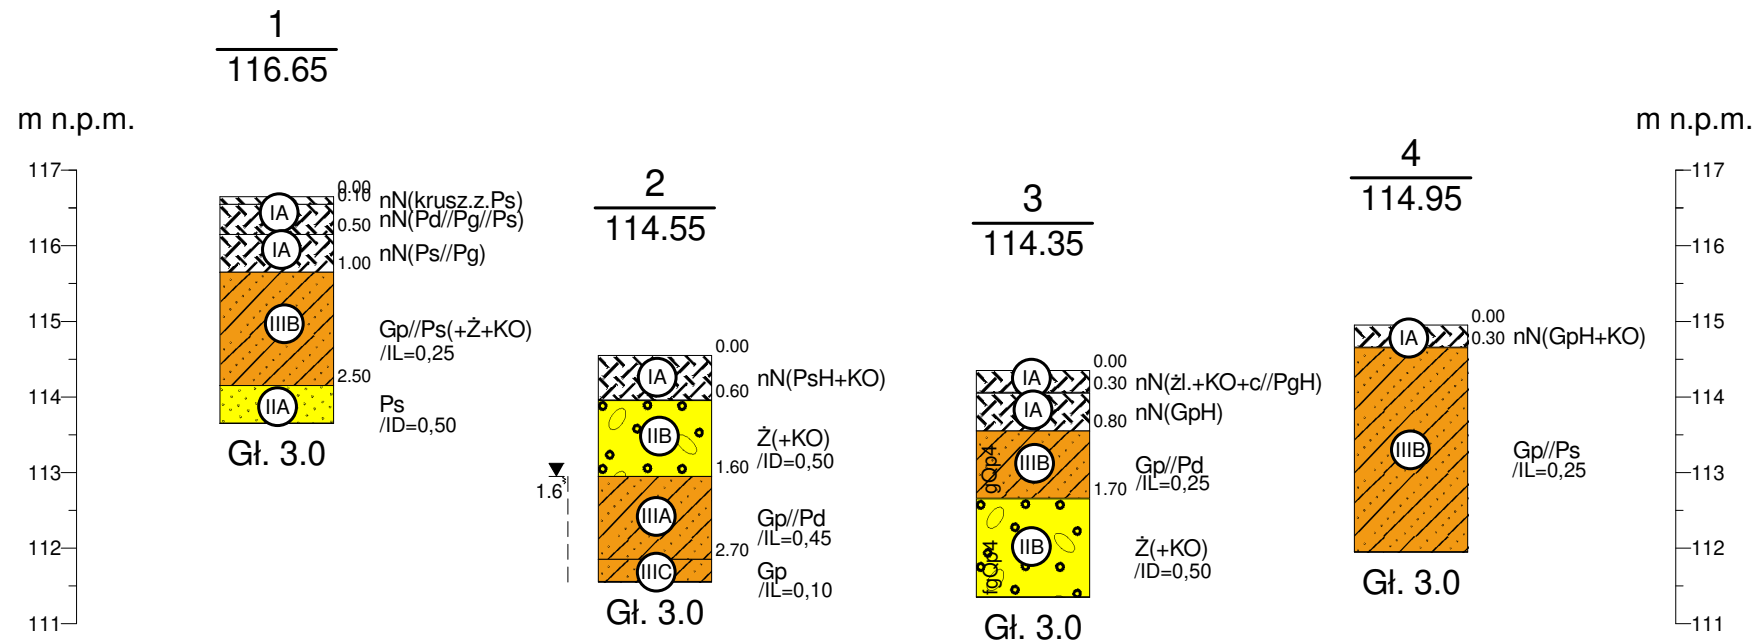 1
116.65
m n.p.m.
117
116
115
114
113
112
111
0.00
0.10
0.50
1.00
2.50
IA
IA
IIIB
IIA
nN(krusz.z.Ps)
nN(Pd//Pg//Ps)
nN(Ps//Pg)
Gp//Ps(+Ż+KO)
/IL=0,25
Ps
/ID=0,50
Gł. 3.0
2
114.55
0.00
0.60
1.60
2.70
IA
IIB
IIIA
IIIC
nN(PsH+KO)
Ż(+KO)
/ID=0,50
Gp//Pd
/IL=0,45
Gp
/IL=0,10
1.6
Gł. 3.0
3
114.35
0.00
0.30
0.80
1.70
IA
IA
IIIB
IIB
gQp4
fgQp4
nN(żl.+KO+c//PgH)
nN(GpH)
Gp//Pd
/IL=0,25
Ż(+KO)
/ID=0,50
Gł. 3.0
4
114.95
0.00
0.30
IA
IIIB
nN(GpH+KO)
Gp//Ps
/IL=0,25
Gł. 3.0
m n.p.m.
117
116
115
114
113
112
111